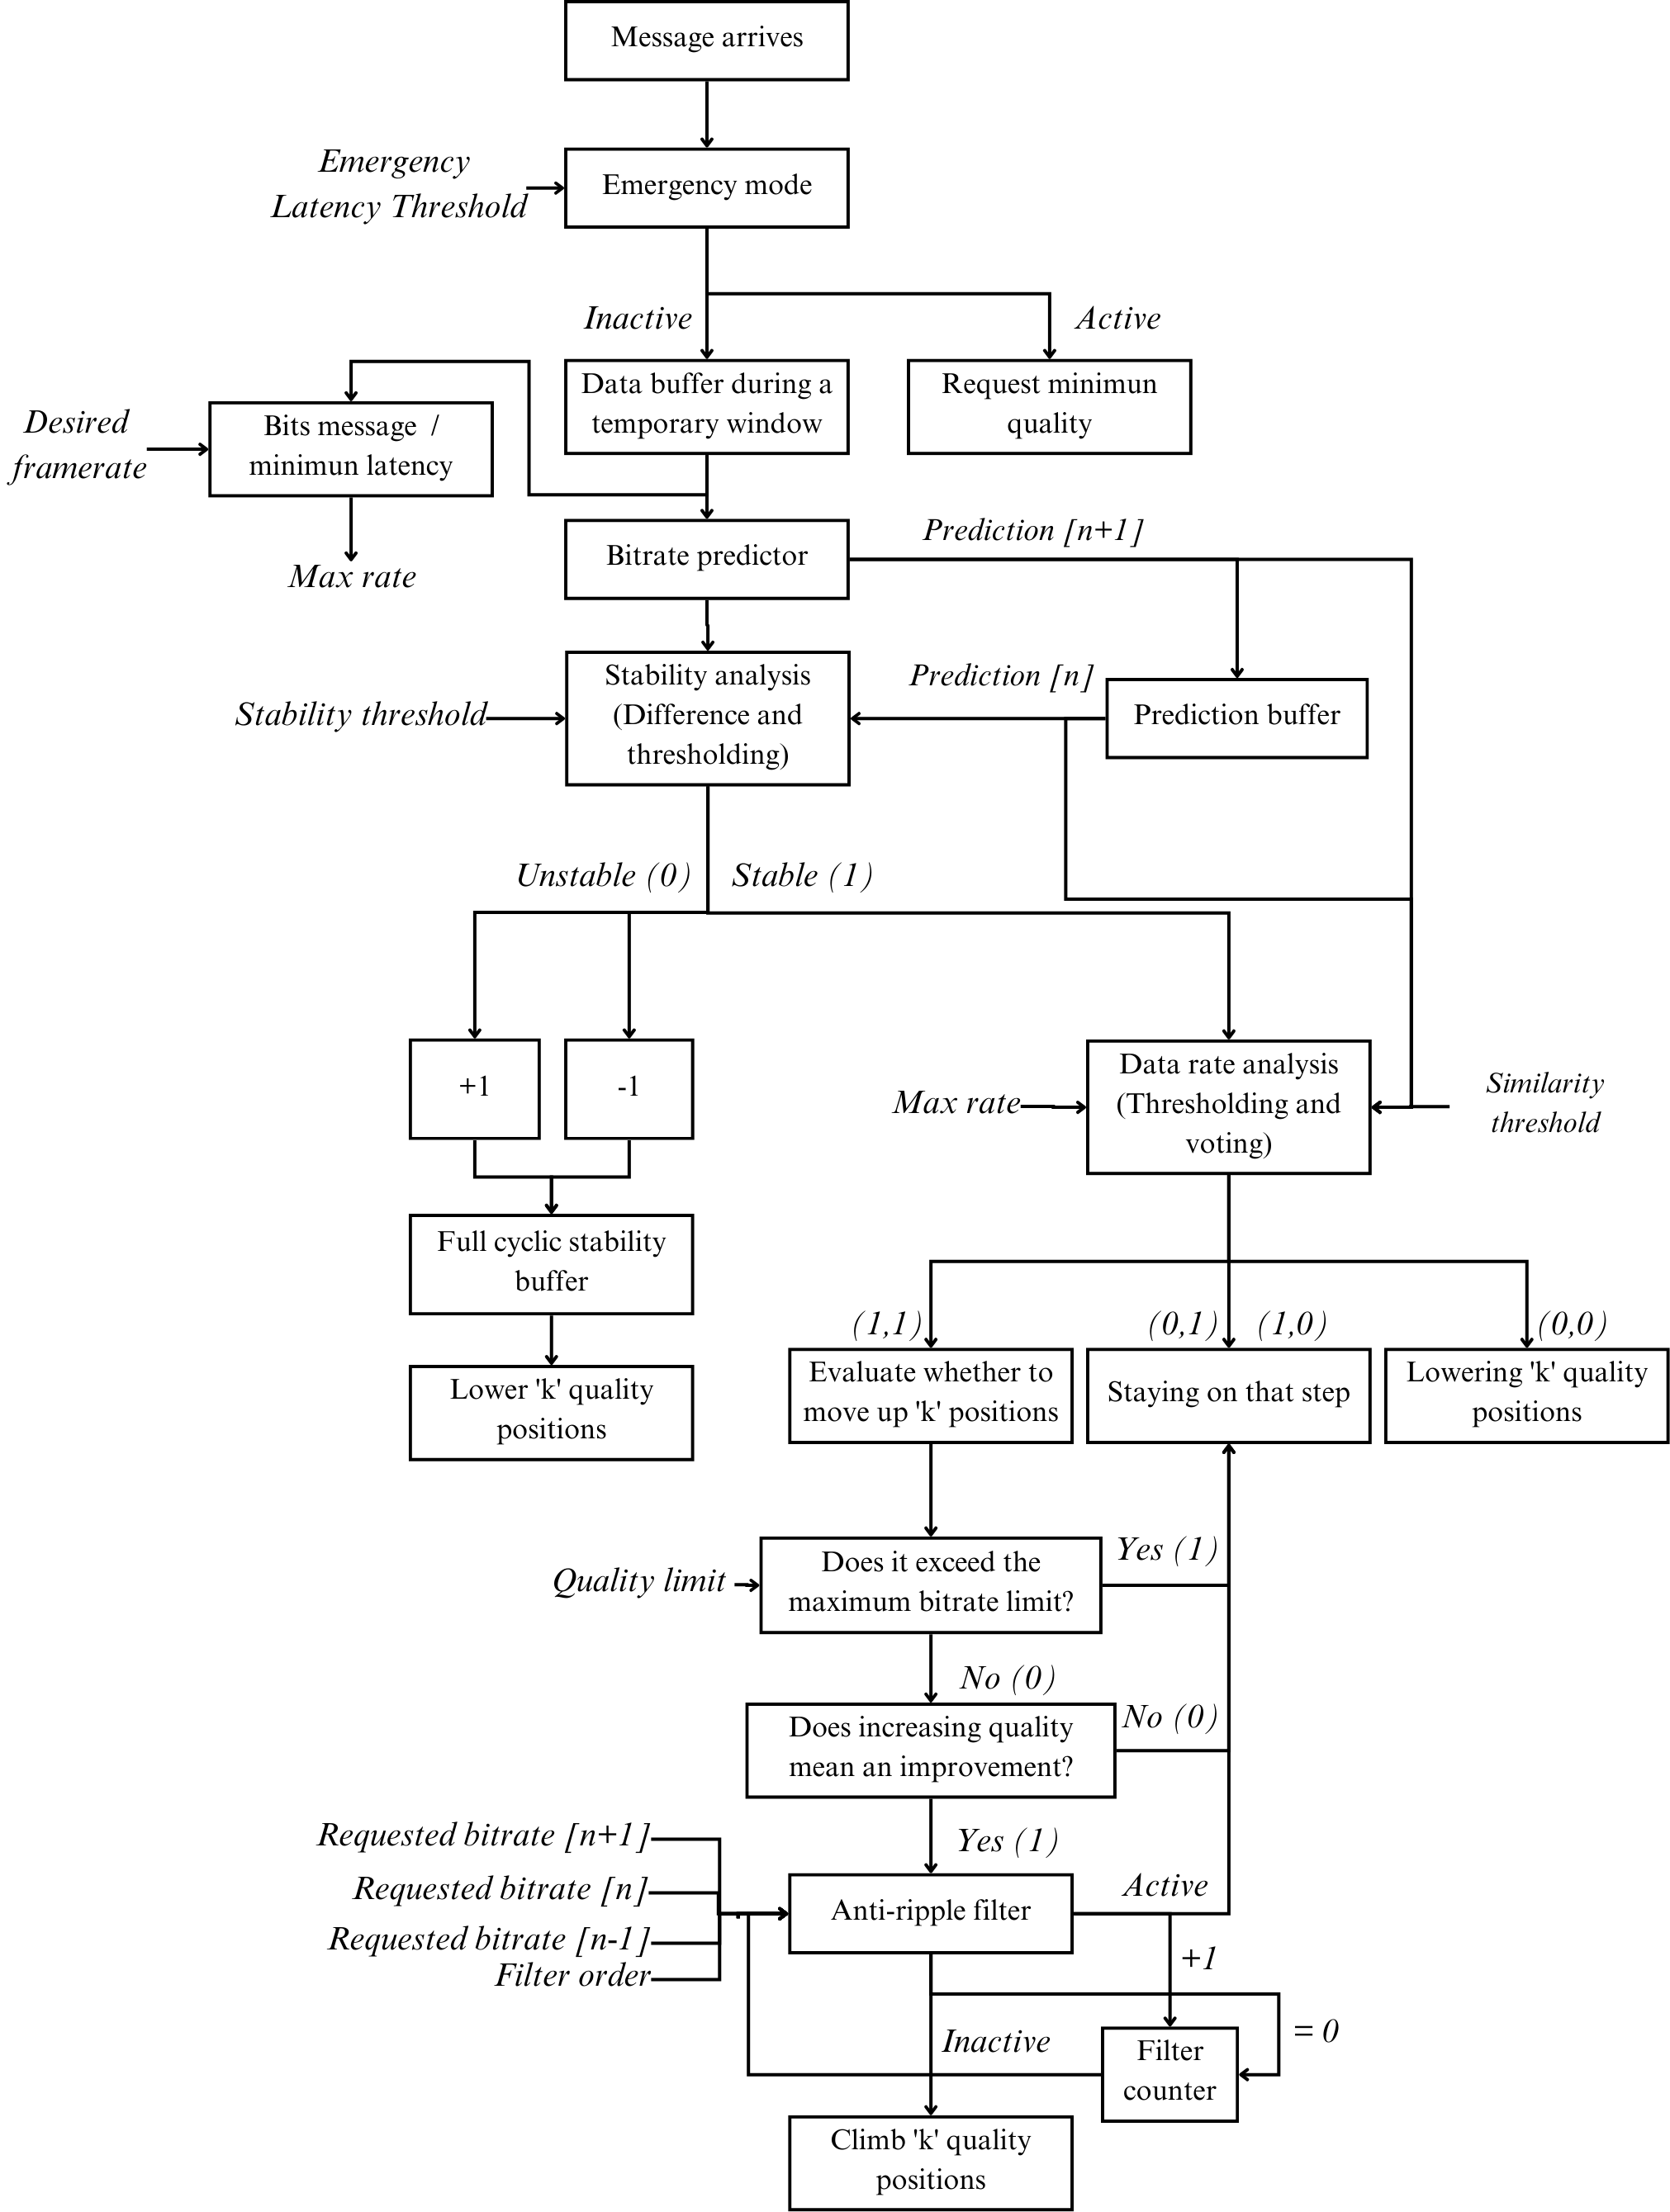 Message arrives
Emergency
Latency Threshold
Emergency mode
Inactive
Active
Data buffer during a
temporary window
Request minimun
quality
Desired
framerate
Bits message /
minimun latency
Max rate
Bitrate predictor
Prediction [n+1]
Stability threshold
Stability analysis
(Difference and
thresholding)
Prediction [n]
Prediction buffer
Unstable (0)
Stable (1)
+1
-1
Max rate
Data rate analysis
(Thresholding and
voting)
Similarity
threshold
Full cyclic stability
buffer
Lower 'k' quality
positions
(1,1)
(0,1)
(1,0)
(0,0)
Evaluate whether to
move up 'k' positions
Staying on that step
Lowering 'k' quality
positions
Quality limit
Does it exceed the
maximum bitrate limit?
Yes (1)
No (0)
Does increasing quality
mean an improvement?
No (0)
Yes (1)
Requested bitrate [n+1]
Requested bitrate [n]
Requested bitrate [n-1]
Filter order
Anti-ripple filter
Active
+1
= 0
Inactive
Filter
counter
Climb 'k' quality
positions